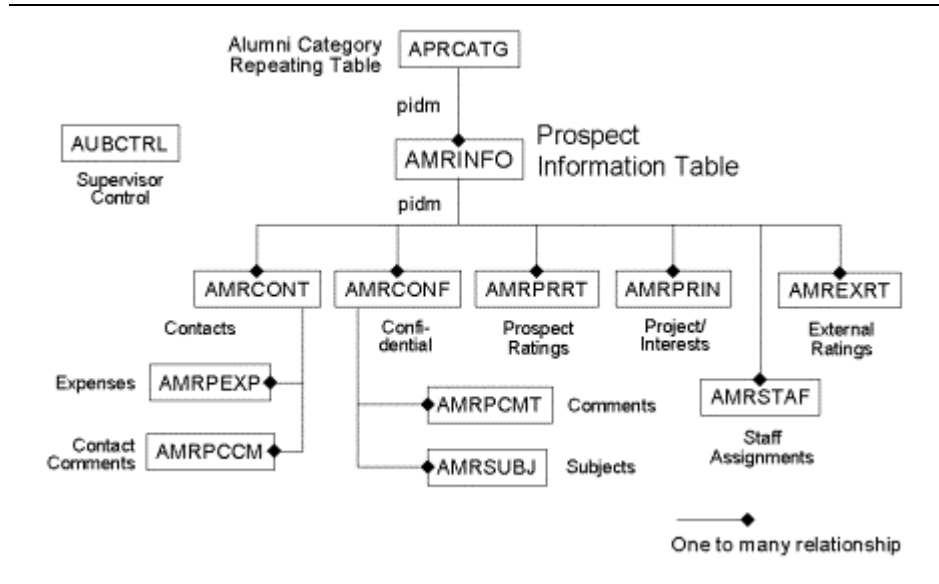 Alumni Category
Repeating Table
APRCATG
pidm
AUBCTRL
Supervisor
Control
AMRINFO
Prospect
Information Table
pidm
AMRCONT
AMRCONF
AMRPRRT
AMRPRIN
AMREXRT
Contacts
Confi-
dential
Prospect
Ratings
Project/
Interests
External
Ratings
Expenses
AMRPEXP
AMRPCMT
Comments
AMRSTAF
Staff
Assignments
Contact
Comments
AMRPCCM
AMRSUBJ
Subjects
One to many relationship